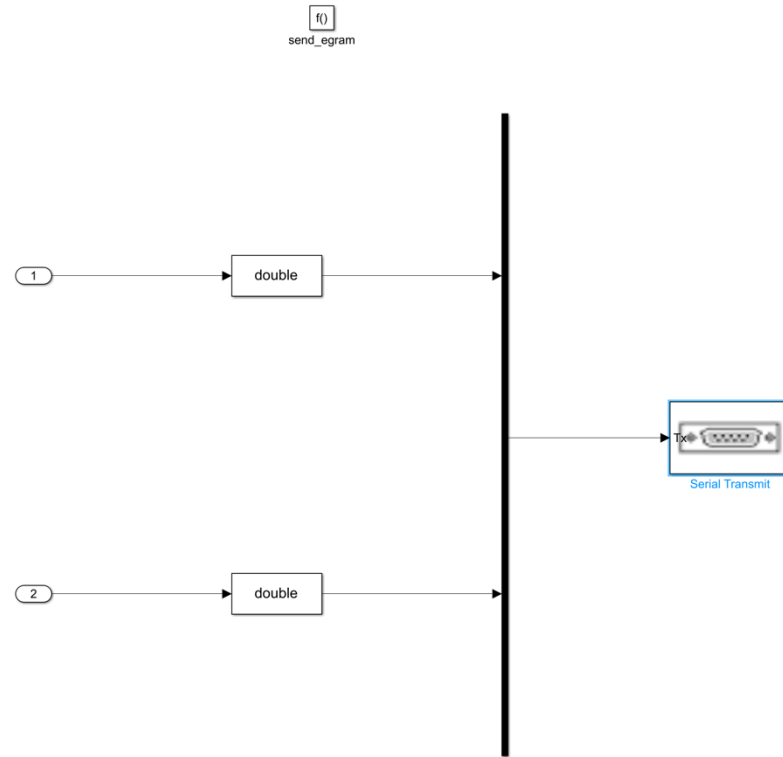 f()
send_egram
1
double
Tx
Serial Transmit
2
double